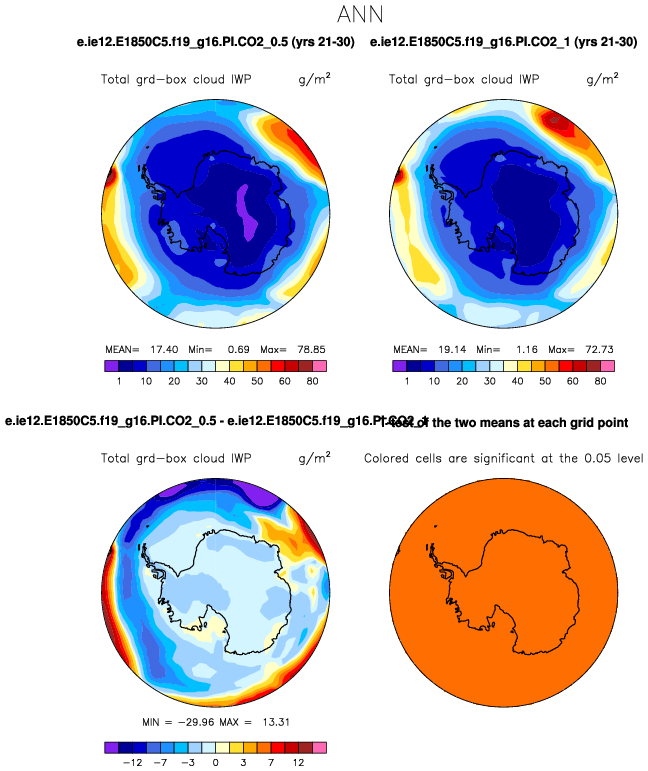 ANN
e.ie12.E1850C5.f19_g16.PI.CO2_0.5 (yrs 21-30)
e.ie12.E1850C5.f19_g16.PI.CO2_1 (yrs 21-30)
Total grd-box cloud IWP g/m²
Total grd-box cloud IWP g/m²
MEAN= 17.40 Min= 0.69 Max= 78.85
MEAN= 19.14 Min= 1.16 Max= 72.73
1 10 20 30 40 50 60 80
1 10 20 30 40 50 60 80
e.ie12.E1850C5.f19_g16.PI.CO2_0.5 - e.ie12.E1850C5.f19_g16.PI.CO2_1
T-test of the two means at each grid point
Total grd-box cloud IWP g/m²
Colored cells are significant at the 0.05 level
MIN = -29.96 MAX = 13.31
-12 -7 -3 0 3 7 12